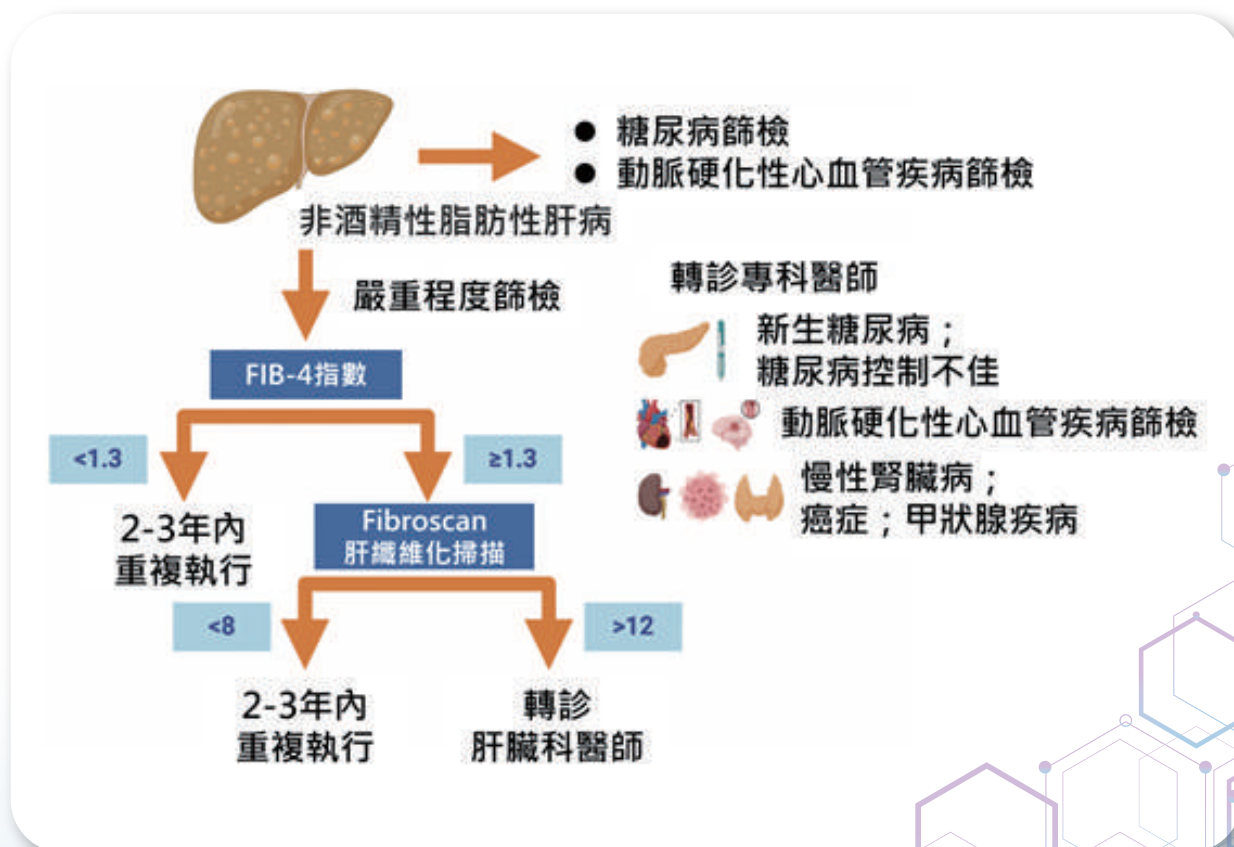 ● 糖尿病篩檢
● 動脈硬化性心血管疾病篩檢
非酒精性脂肪性肝病
嚴重程度篩檢
FIB-4指數
<1.3
≥1.3
2-3年內
重複執行
Fibroscan
肝纖維化掃描
<8
>12
2-3年內
重複執行
轉診
肝臟科醫師
轉診專科醫師
新生糖尿病；
糖尿病控制不佳
動脈硬化性心血管疾病篩檢
慢性腎臟病；
癌症；甲狀腺疾病